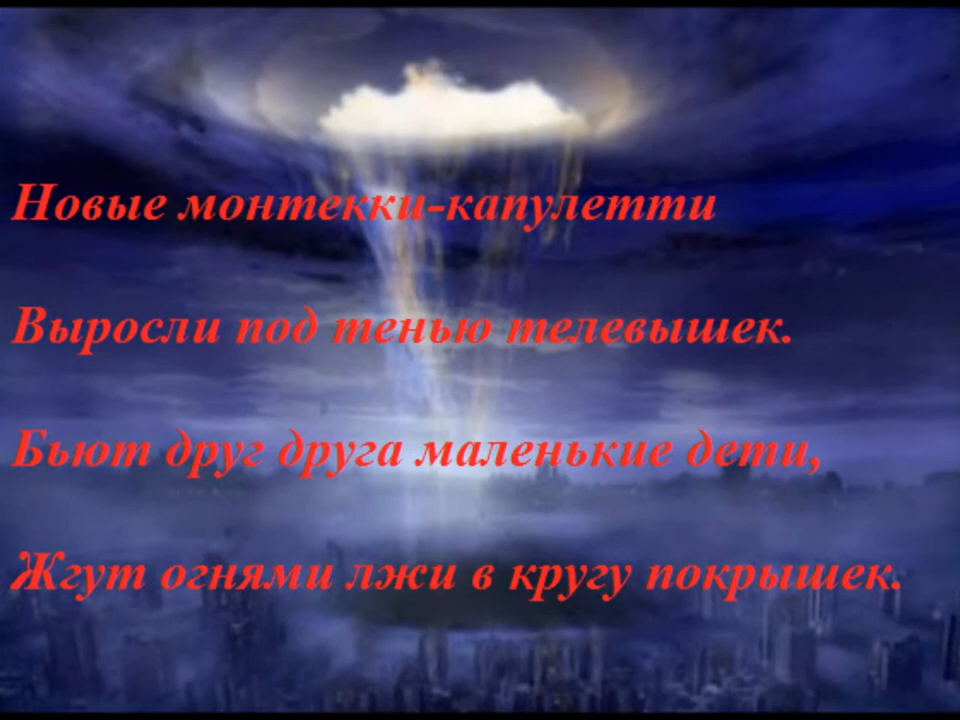 Новые монтекки-капулетти
Выросли под тенью телевышек.
Бьют друг друга маленькие дети,
Жгут огнями лжи в кругу покрышек.